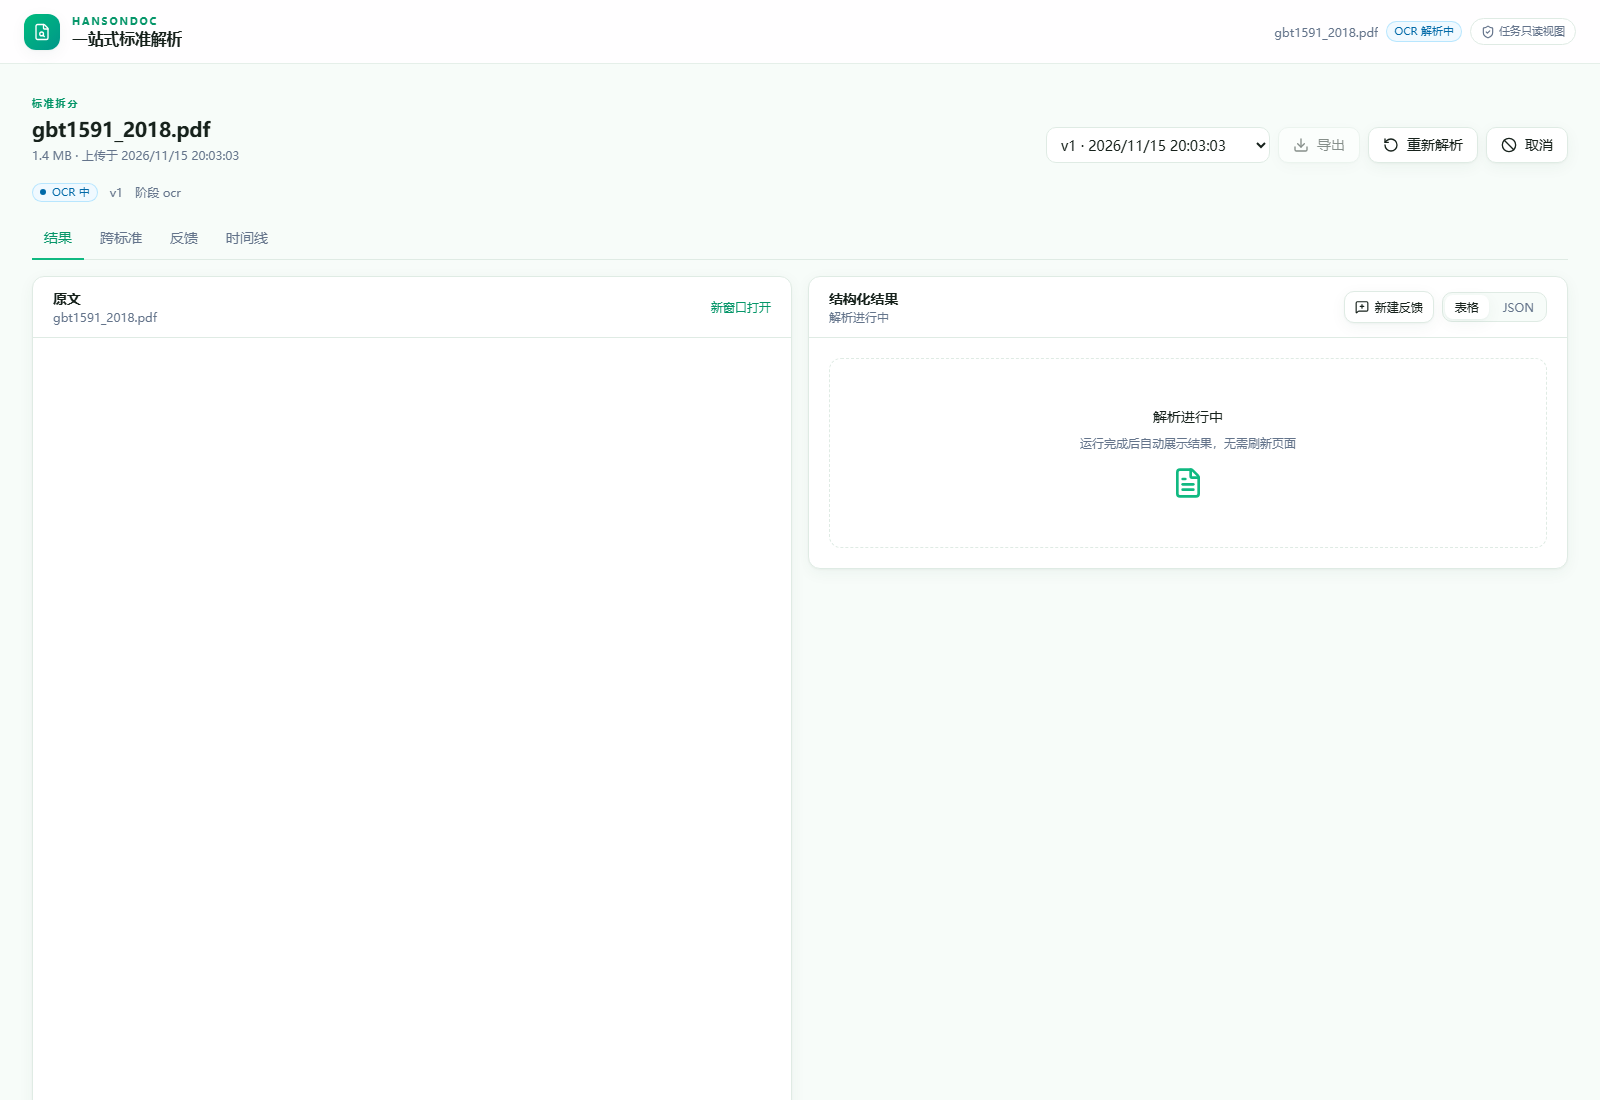 HANSONDOC
一站式标准解析
gbt1591_2018.pdf
OCR 解析中
任务只读视图
标准拆分
gbt1591_2018.pdf
1.4 MB · 上传于 2026/11/15 20:03:03
v1 · 2026/11/15 20:03:03
导出
重新解析
取消
OCR 中
v1
阶段 ocr
结果
跨标准
反馈
时间线
原文
gbt1591_2018.pdf
新窗口打开
结构化结果
解析进行中
新建反馈
表格
JSON
解析进行中
运行完成后自动展示结果，无需刷新页面